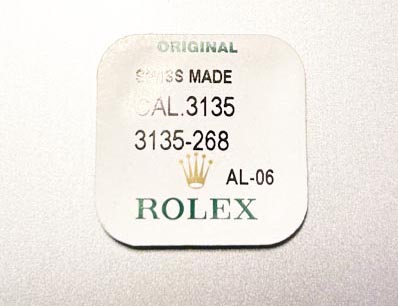 ORIGINAL
SWISS MADE
CAL.3135
3135-268
AL-06
ROLEX